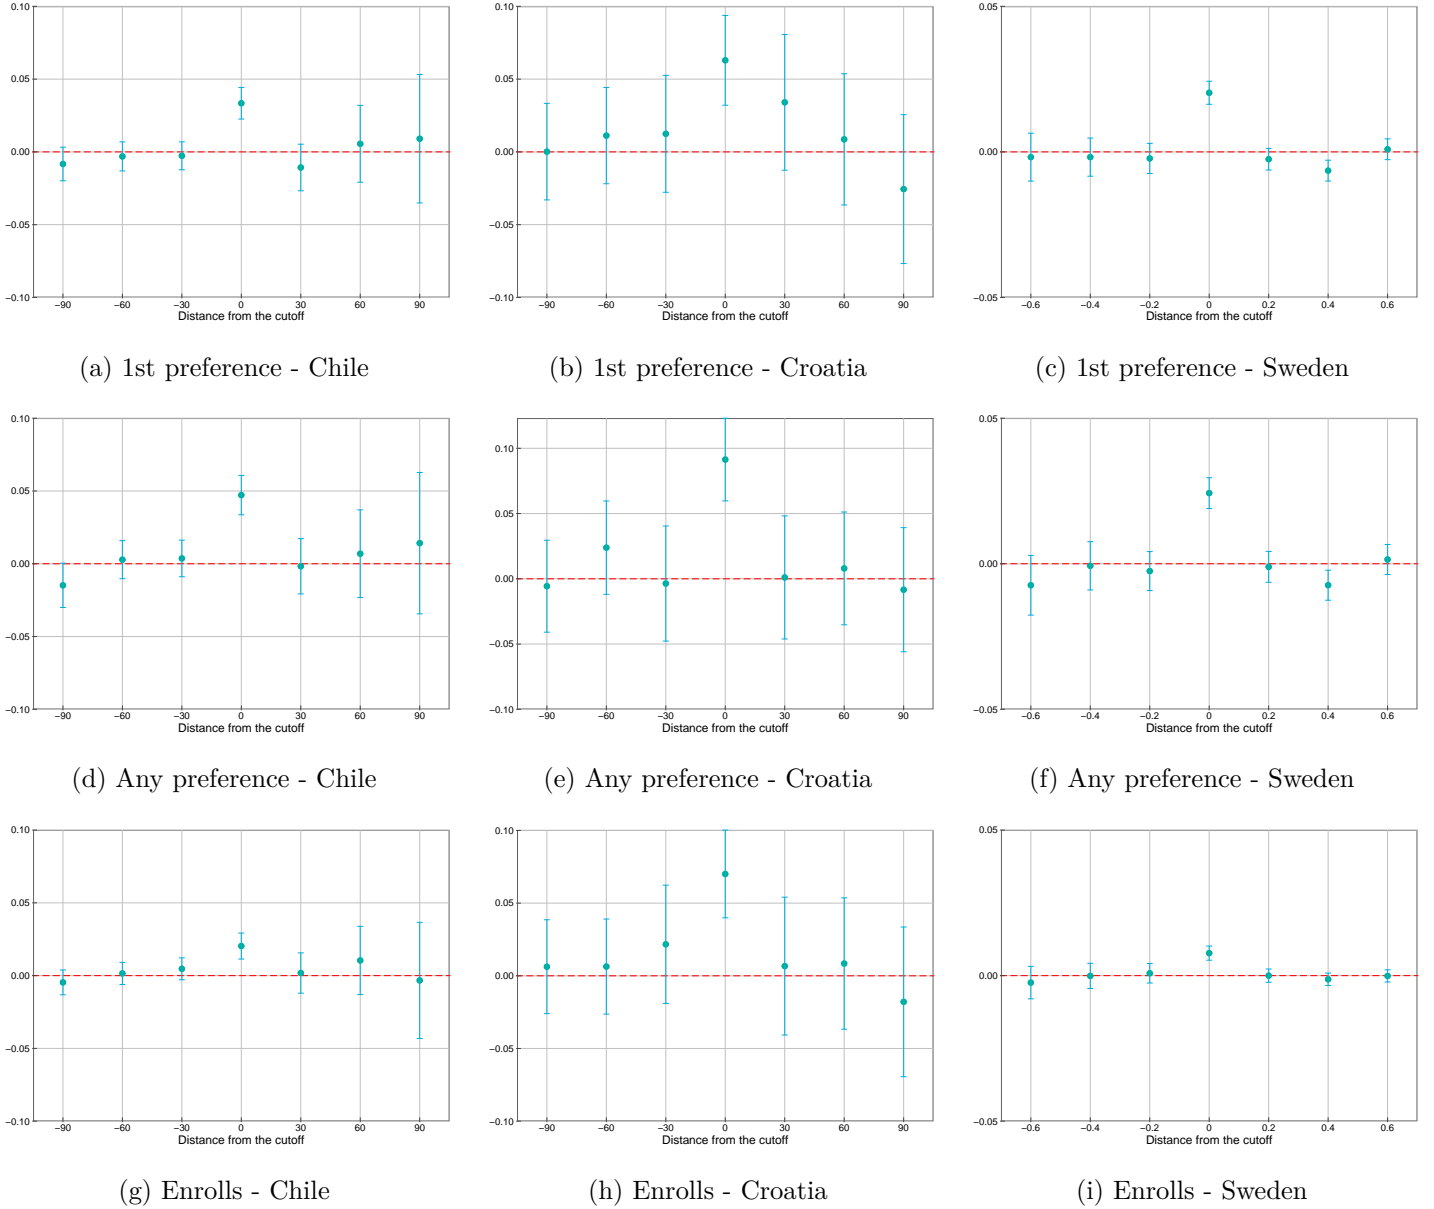 0.10
0.05
0.00
−0.05
−0.10
−90 −60 −30 0 30 60 90
Distance from the cutoff
(a) 1st preference - Chile
0.10
0.05
0.00
−0.05
−0.10
−90 −60 −30 0 30 60 90
Distance from the cutoff
(b) 1st preference - Croatia
0.05
0.00
−0.05
−0.6 −0.4 −0.2 0 0.2 0.4 0.6
Distance from the cutoff
(c) 1st preference - Sweden
0.10
0.05
0.00
−0.05
−0.10
−90 −60 −30 0 30 60 90
Distance from the cutoff
(d) Any preference - Chile
0.10
0.05
0.00
−0.05
−0.10
−90 −60 −30 0 30 60 90
Distance from the cutoff
(e) Any preference - Croatia
0.05
0.00
−0.05
−0.6 −0.4 −0.2 0 0.2 0.4 0.6
Distance from the cutoff
(f) Any preference - Sweden
0.10
0.05
0.00
−0.05
−0.10
−90 −60 −30 0 30 60 90
Distance from the cutoff
(g) Enrolls - Chile
0.10
0.05
0.00
−0.05
−0.10
−90 −60 −30 0 30 60 90
Distance from the cutoff
(h) Enrolls - Croatia
0.05
0.00
−0.05
−0.6 −0.4 −0.2 0 0.2 0.4 0.6
Distance from the cutoff
(i) Enrolls - Sweden